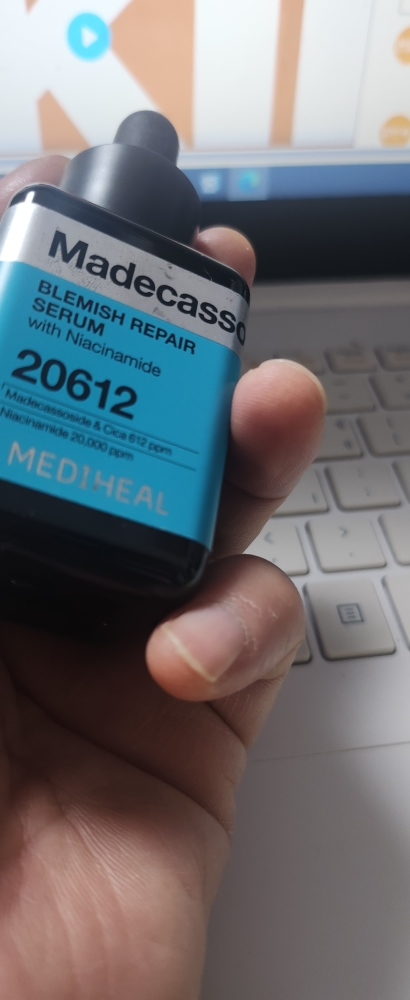 Madecasso
BLEMISH REPAIR
SERUM
with Niacinamide
20612
Madecassoside & Cica 612 ppm
Niacinamide 20,000 ppm
MEDIHEAL